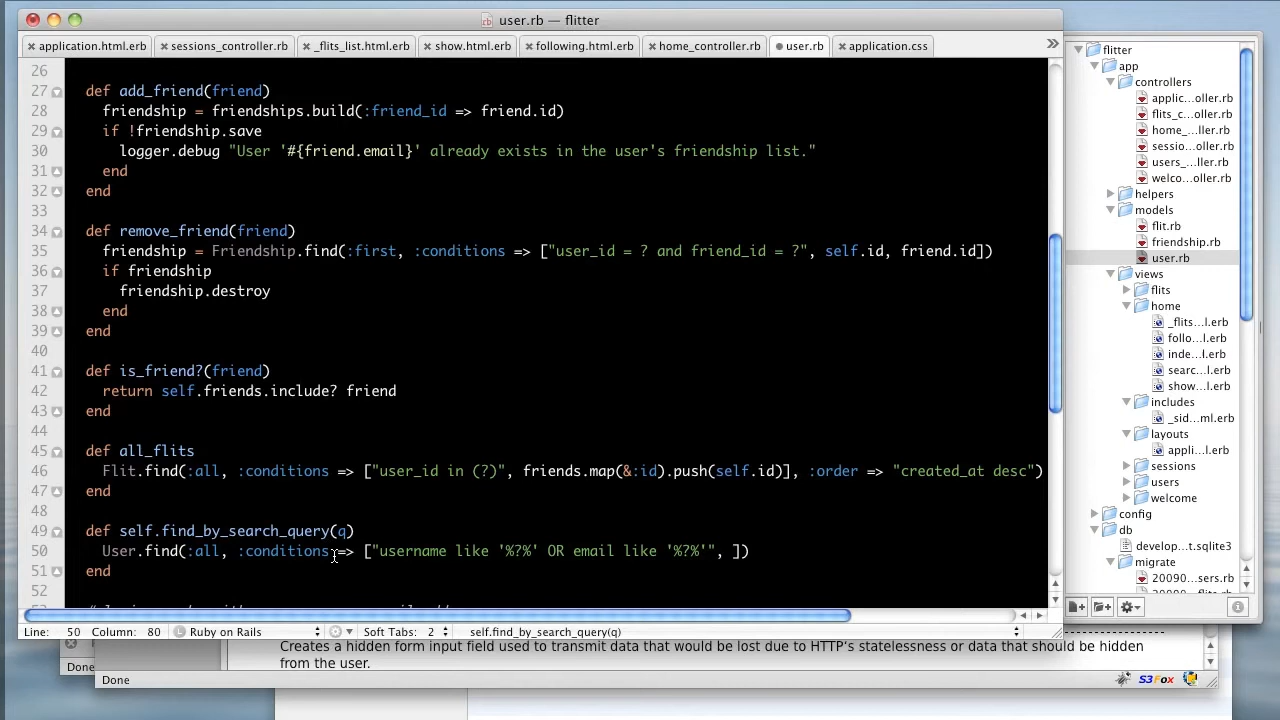 user.rb — flitter
application.html.erb sessions_controller.rb _flits_list.html.erb show.html.erb following.html.erb home_controller.rb user.rb application.css »
26
27 def add_friend(friend)
28 friendship = friendships.build(:friend_id => friend.id)
29 if !friendship.save
30 logger.debug "User '#{friend.email}' already exists in the user's friendship list."
31 end
32 end
33
34 def remove_friend(friend)
35 friendship = Friendship.find(:first, :conditions => ["user_id = ? and friend_id = ?", self.id, friend.id])
36 if friendship
37 friendship.destroy
38 end
39 end
40
41 def is_friend?(friend)
42 return self.friends.include? friend
43 end
44
45 def all_flits
46 Flit.find(:all, :conditions => ["user_id in (?)", friends.map(&:id).push(self.id)], :order => "created_at desc")
47 end
48
49 def self.find_by_search_query(q)
50 User.find(:all, :conditions => ["username like '%?%' OR email like '%?%'", ])
51 end
52
Line: 50 Column: 80 Ruby on Rails Soft Tabs: 2 self.find_by_search_query(q)
flitter
app
controllers
applic...oller.rb
flits_c...oller.rb
home_...ller.rb
sessio...oller.rb
users_...ller.rb
welco...oller.rb
helpers
models
flit.rb
friendship.rb
user.rb
views
flits
home
_flits...l.erb
follo...l.erb
inde...l.erb
searc...l.erb
show...l.erb
includes
_sid...ml.erb
layouts
appli...l.erb
sessions
users
welcome
config
db
develop...t.sqlite3
migrate
20090...sers.rb
Creates a hidden form input field used to transmit data that would be lost due to HTTP's statelessness or data that should be hidden
from the user.
Done
Done
S3Fox